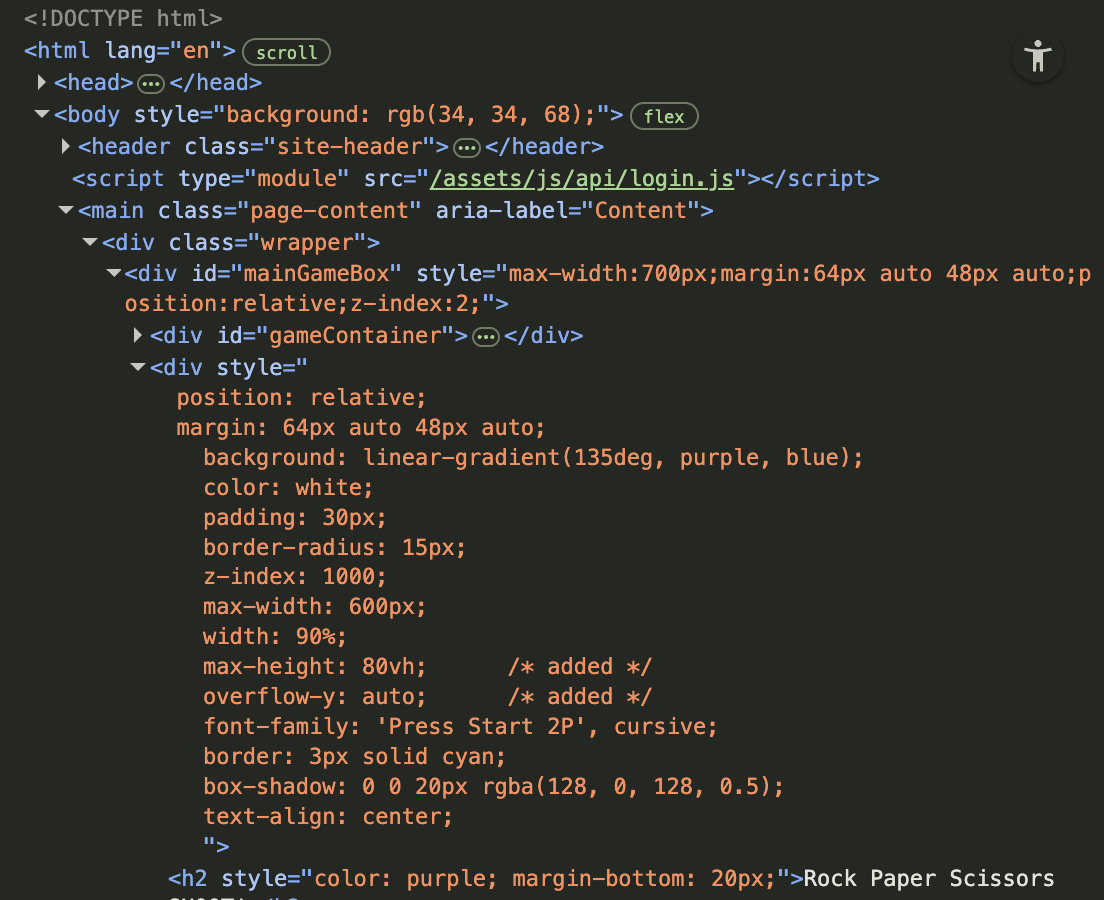 <!DOCTYPE html>
<html lang="en"> scroll
<head> ••• </head>
<body style="background: rgb(34, 34, 68);"> flex
<header class="site-header"> ••• </header>
<script type="module" src="/assets/js/api/login.js"></script>
<main class="page-content" aria-label="Content">
<div class="wrapper">
<div id="mainGameBox" style="max-width:700px;margin:64px auto 48px auto;p
osition:relative;z-index:2;">
<div id="gameContainer"> ••• </div>
<div style="
position: relative;
margin: 64px auto 48px auto;
background: linear-gradient(135deg, purple, blue);
color: white;
padding: 30px;
border-radius: 15px;
z-index: 1000;
max-width: 600px;
width: 90%;
max-height: 80vh; /* added */
overflow-y: auto; /* added */
font-family: 'Press Start 2P', cursive;
border: 3px solid cyan;
box-shadow: 0 0 20px rgba(128, 0, 128, 0.5);
text-align: center;
">
<h2 style="color: purple; margin-bottom: 20px;">Rock Paper Scissors